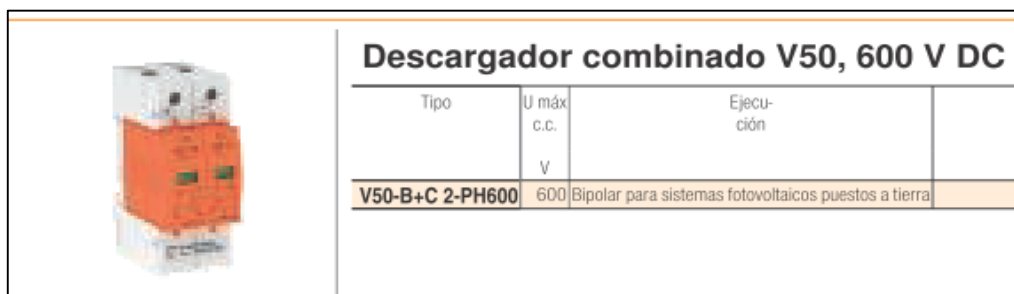 Descargador combinado V50, 600 V DC
Tipo
U máx
c.c.
V
Ejecu-
ción
V50-B+C 2-PH600
600
Bipolar para sistemas fotovoltaicos puestos a tierra